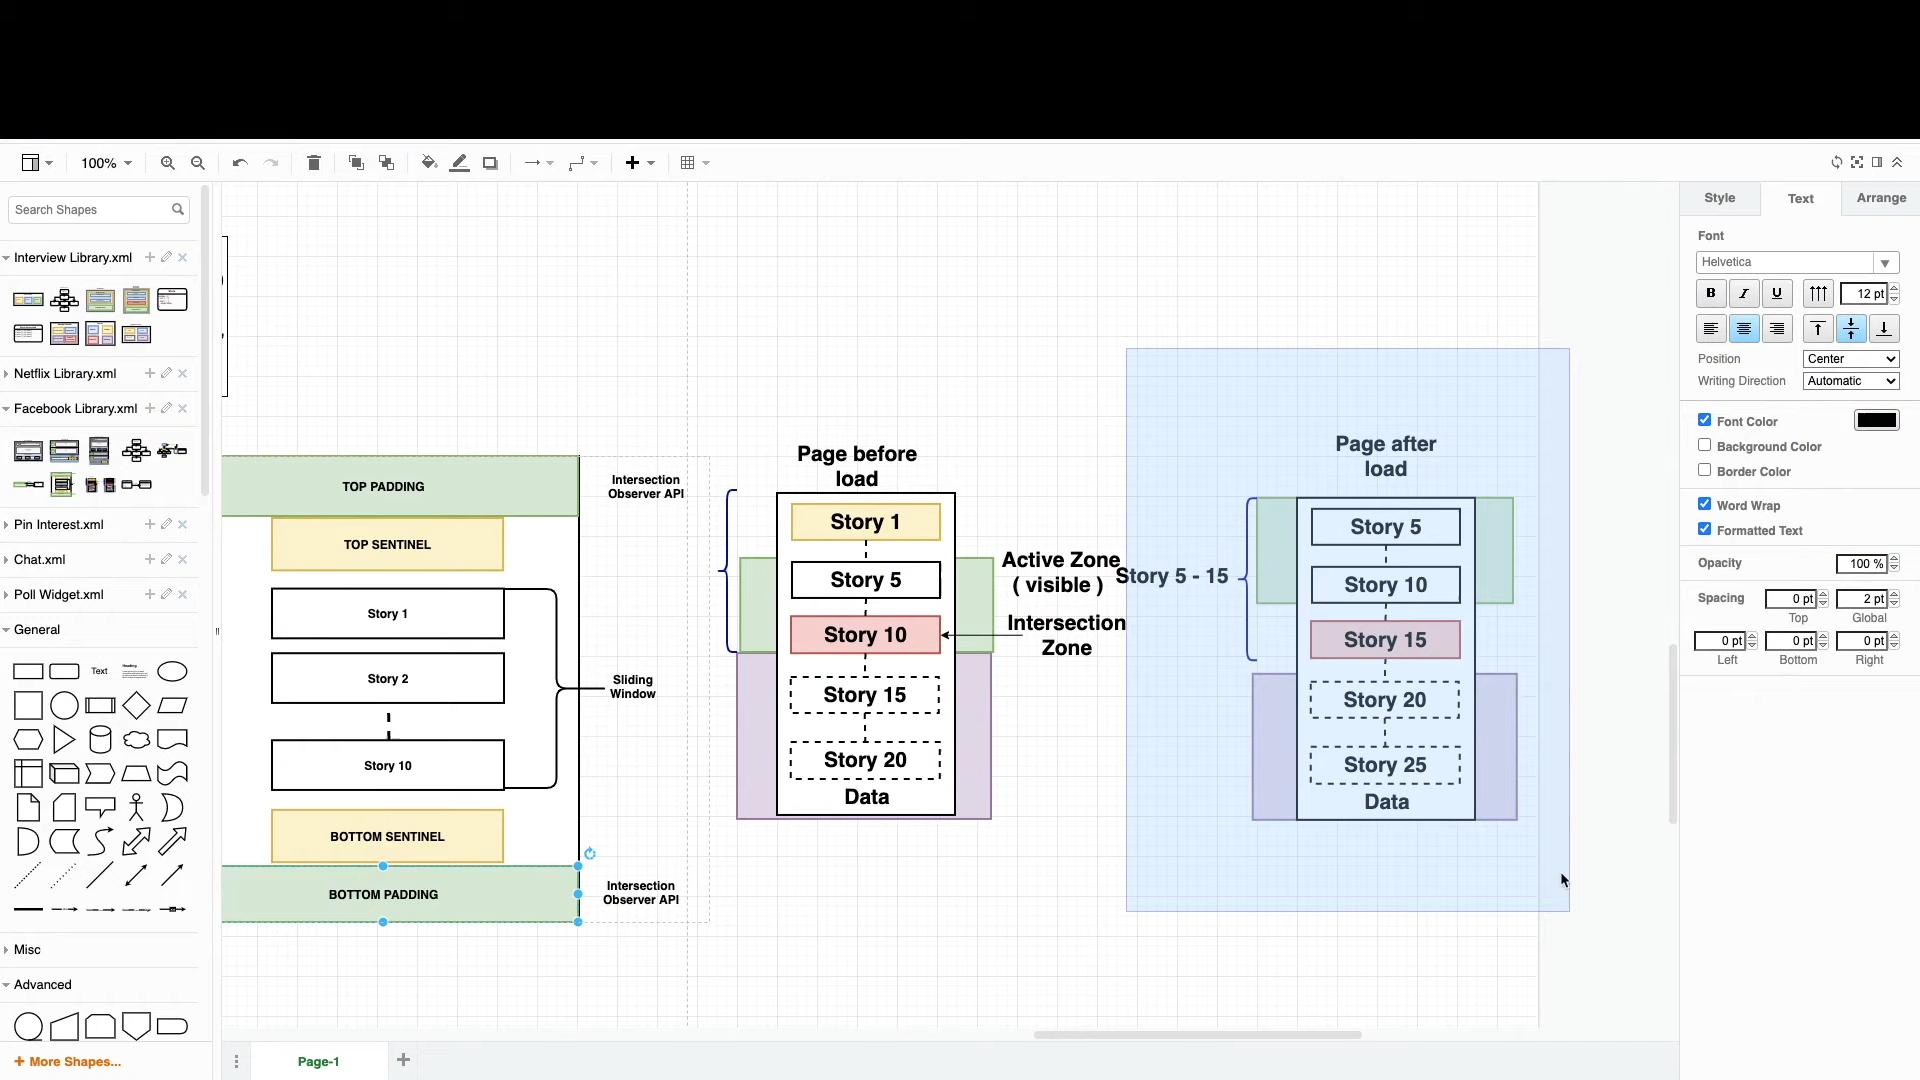 100%
Search Shapes
Interview Library.xml
Netflix Library.xml
Facebook Library.xml
Pin Interest.xml
Chat.xml
Poll Widget.xml
General
Text
Heading
Misc
Advanced
+ More Shapes...
TOP PADDING
TOP SENTINEL
Story 1
Story 2
Story 10
BOTTOM SENTINEL
BOTTOM PADDING
Intersection
Observer API
Sliding
Window
Intersection
Observer API
Page before
load
Story 1
Story 5
Story 10
Story 15
Story 20
Data
Active Zone
( visible )
Intersection
Zone
Page after
load
Story 5 - 15
Story 5
Story 10
Story 15
Story 20
Story 25
Data
Page-1
Style
Text
Arrange
Font
Helvetica
B
I
U
12 pt
Position
Center
Writing Direction
Automatic
Font Color
Background Color
Border Color
Word Wrap
Formatted Text
Opacity
100 %
Spacing
0 pt
2 pt
Top
Global
0 pt
0 pt
0 pt
Left
Bottom
Right